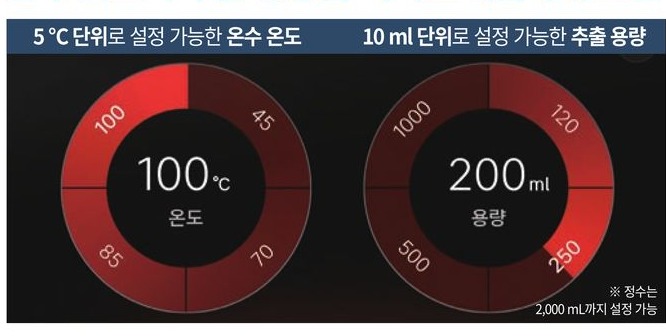 5 °C 단위로 설정 가능한 온수 온도
100
45
100°C
온도
85
70
10 ml 단위로 설정 가능한 추출 용량
1000
120
200ml
용량
500
250
※ 정수는
2,000 mL까지 설정 가능